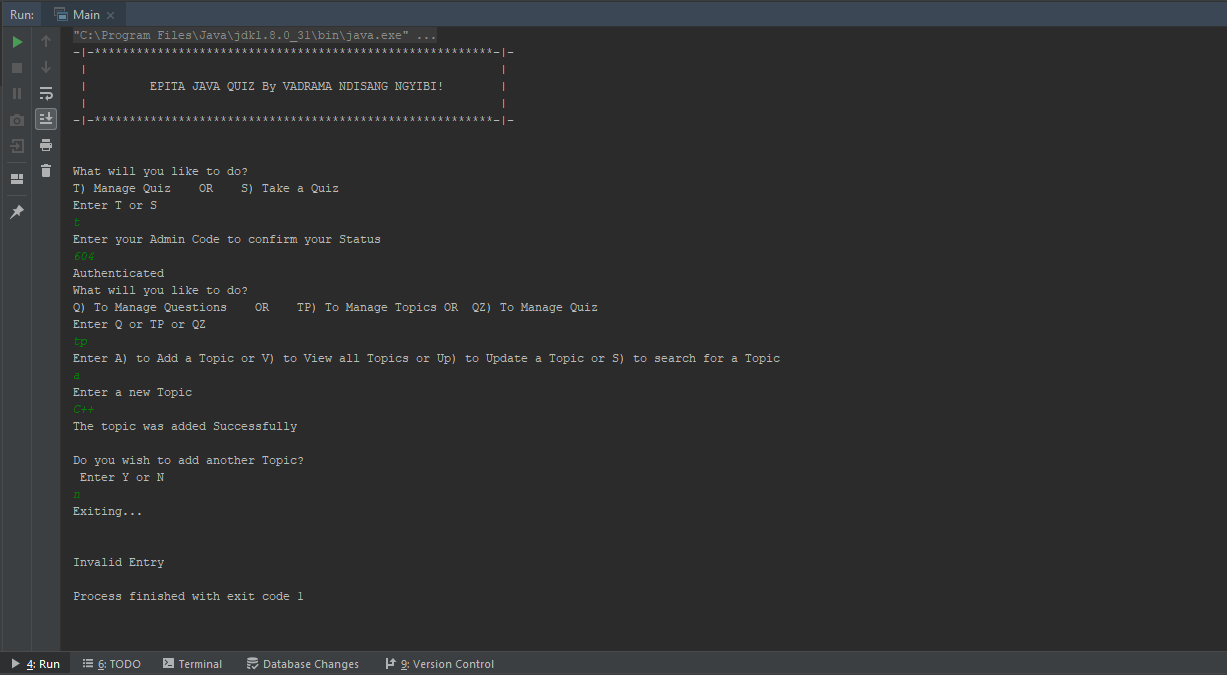 Run: Main
"C:\Program Files\Java\jdk1.8.0_31\bin\java.exe" ...
-|-*********************************************************-|-
| |
| EPITA JAVA QUIZ By VADRAMA NDISANG NGYIBI! |
| |
-|-*********************************************************-|-
What will you like to do?
T) Manage Quiz OR S) Take a Quiz
Enter T or S
t
Enter your Admin Code to confirm your Status
604
Authenticated
What will you like to do?
Q) To Manage Questions OR TP) To Manage Topics OR QZ) To Manage Quiz
Enter Q or TP or QZ
tp
Enter A) to Add a Topic or V) to View all Topics or Up) to Update a Topic or S) to search for a Topic
a
Enter a new Topic
C++
The topic was added Successfully
Do you wish to add another Topic?
Enter Y or N
n
Exiting...
Invalid Entry
Process finished with exit code 1
4: Run 6: TODO Terminal Database Changes 9: Version Control